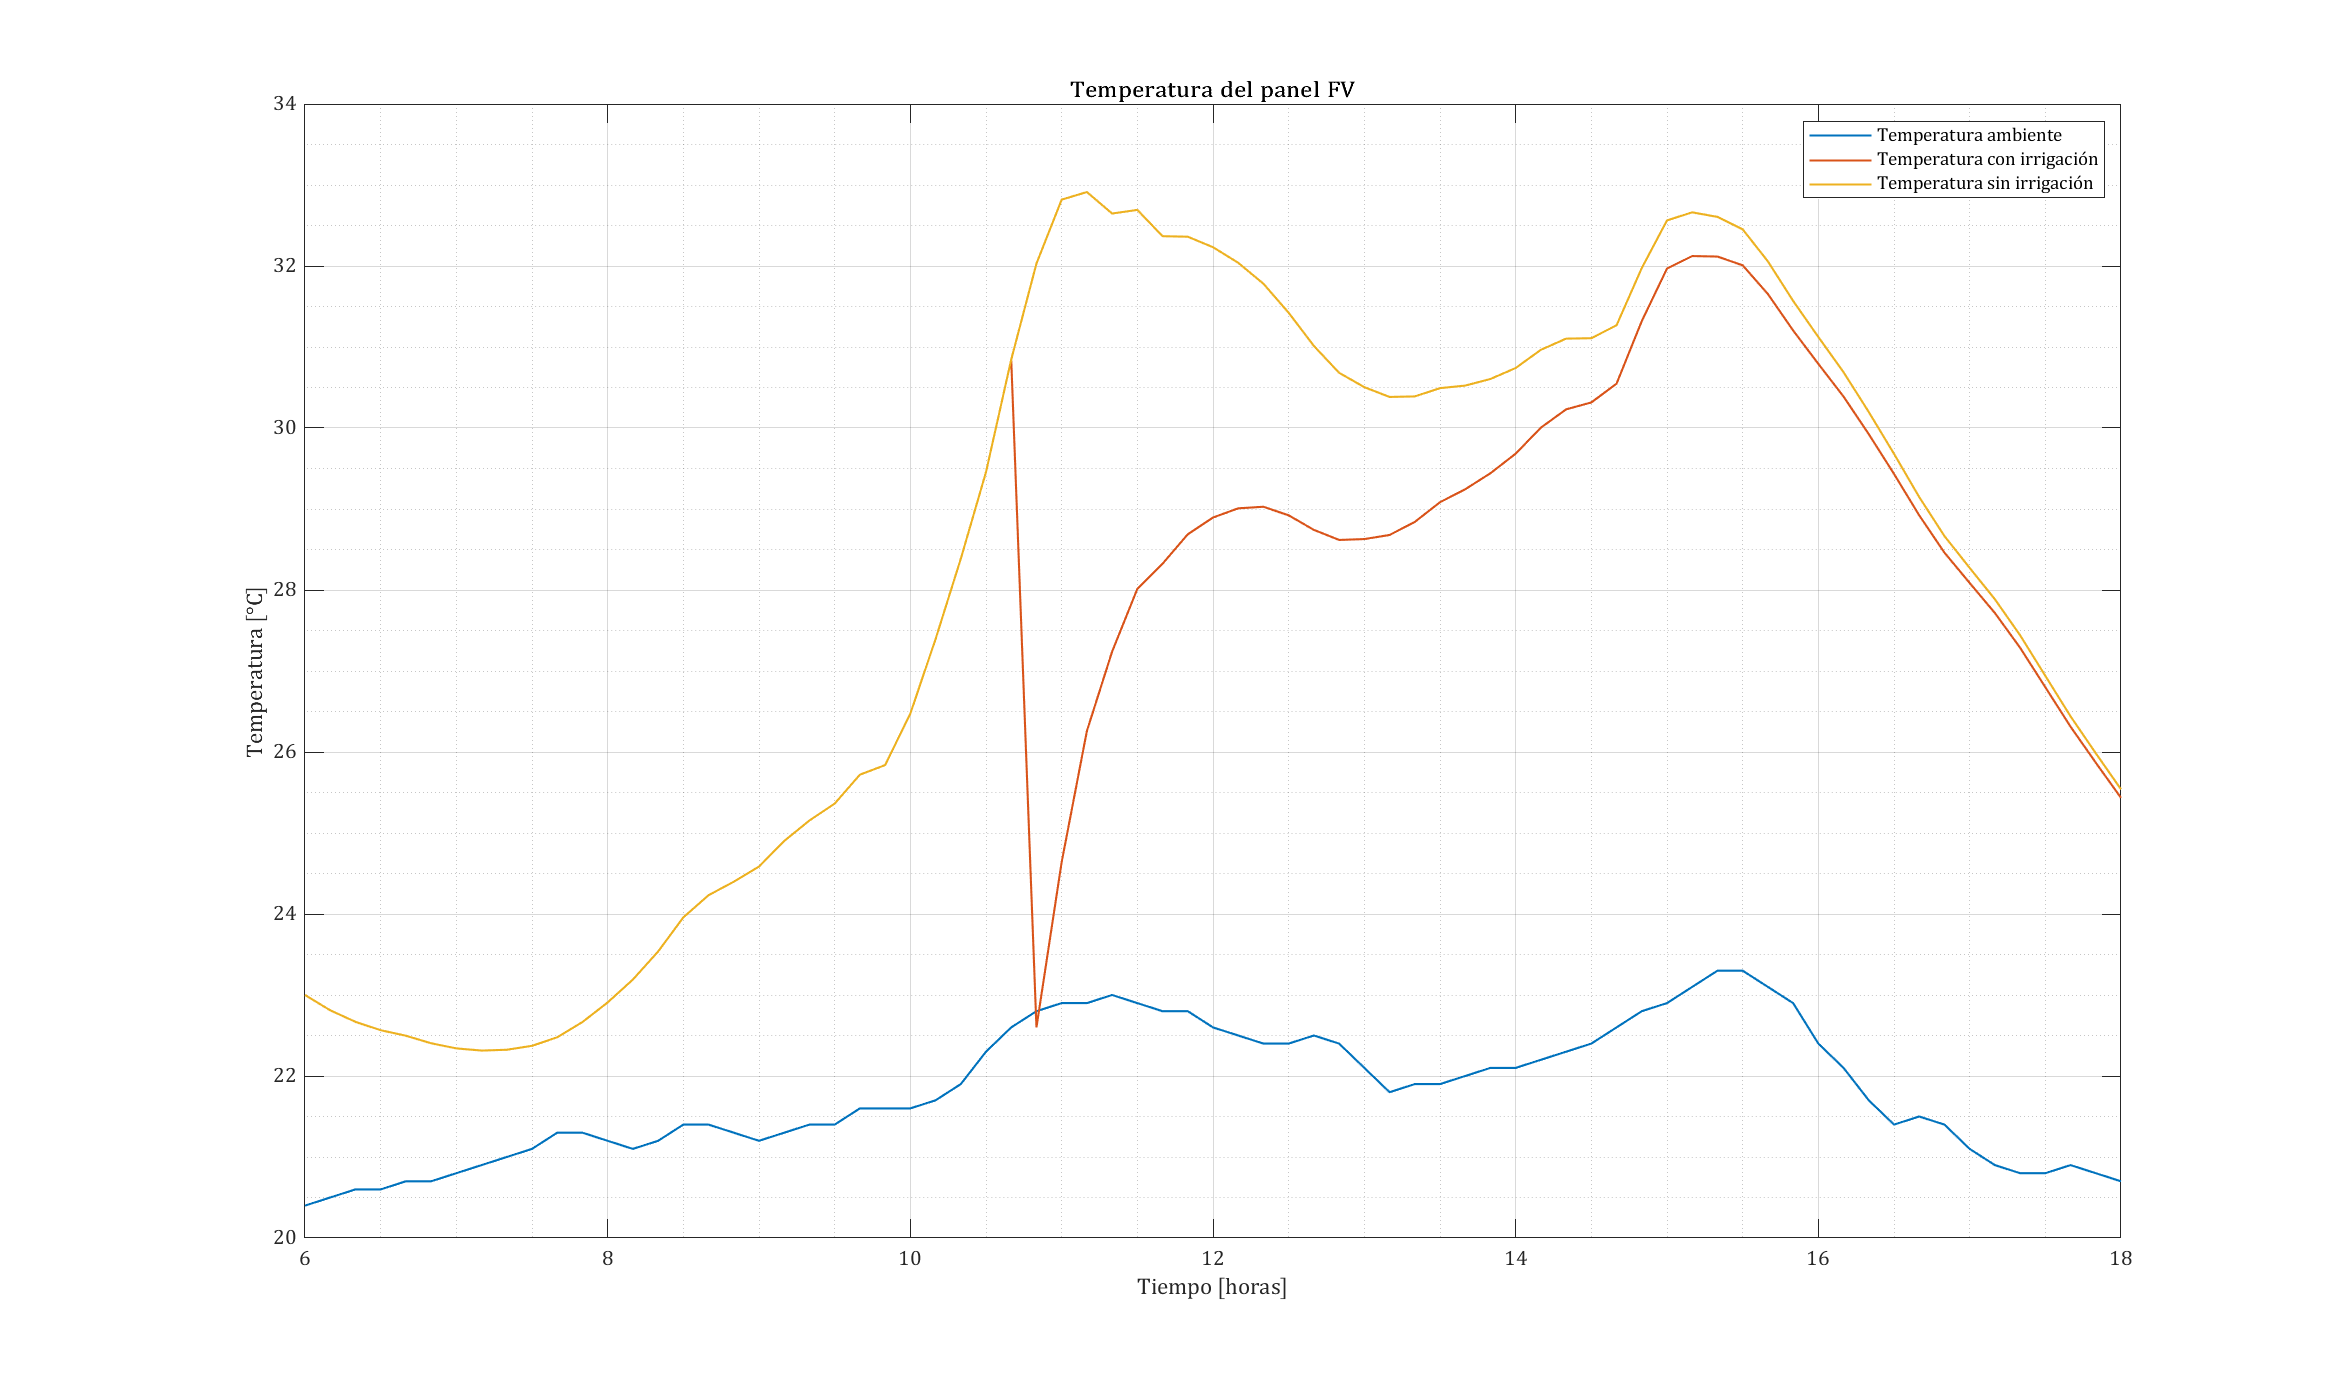 Temperatura del panel FV
34
32
30
28
26
24
22
20
Temperatura [°C]
6
8
10
12
14
16
18
Tiempo [horas]
Temperatura ambiente
Temperatura con irrigación
Temperatura sin irrigación